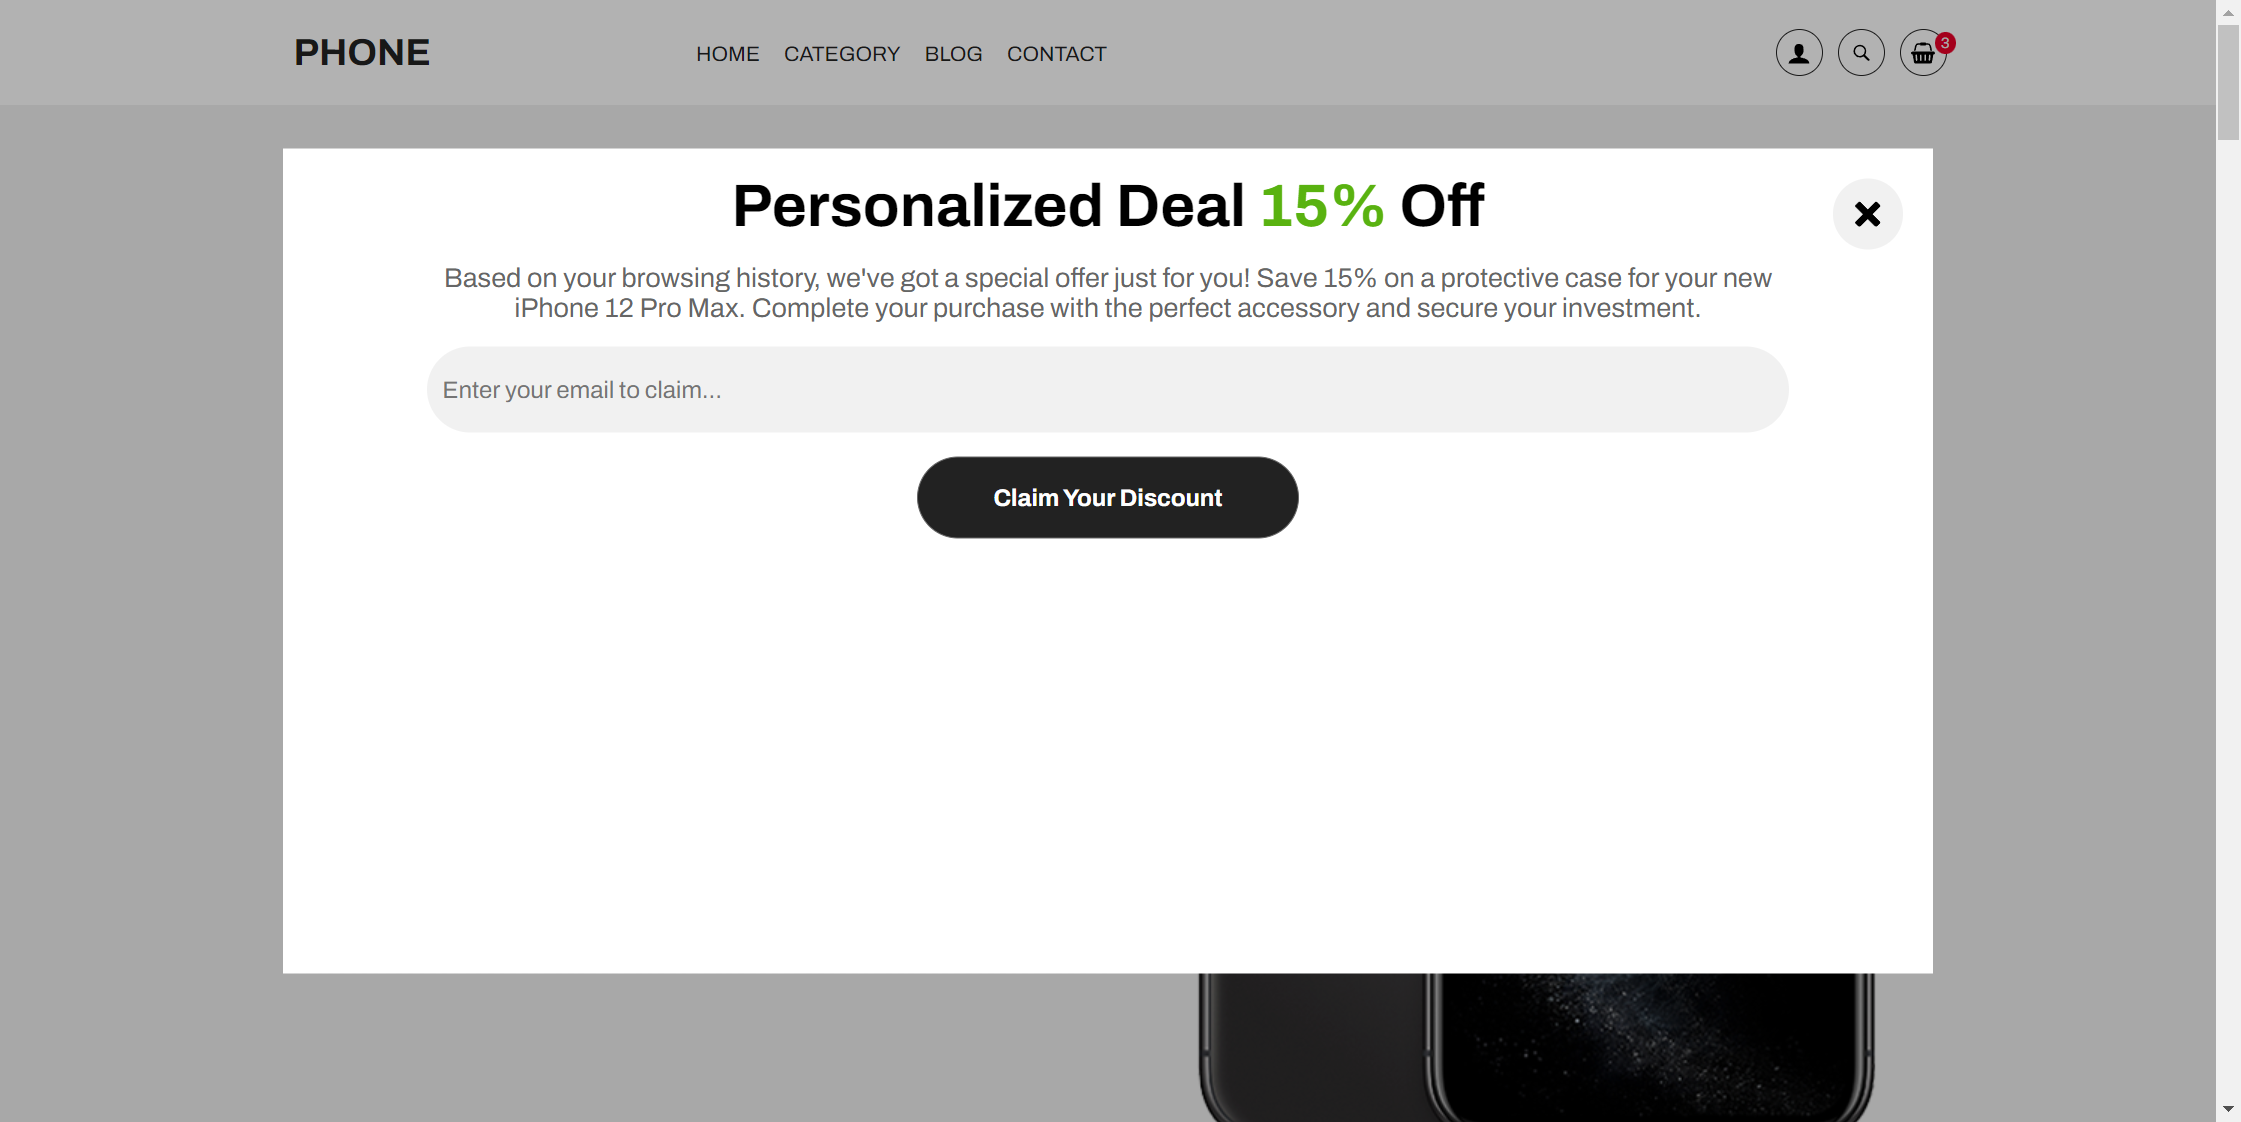 PHONE
HOME CATEGORY BLOG CONTACT
3
Personalized Deal 15% Off
Based on your browsing history, we've got a special offer just for you! Save 15% on a protective case for your new
iPhone 12 Pro Max. Complete your purchase with the perfect accessory and secure your investment.
Enter your email to claim...
Claim Your Discount